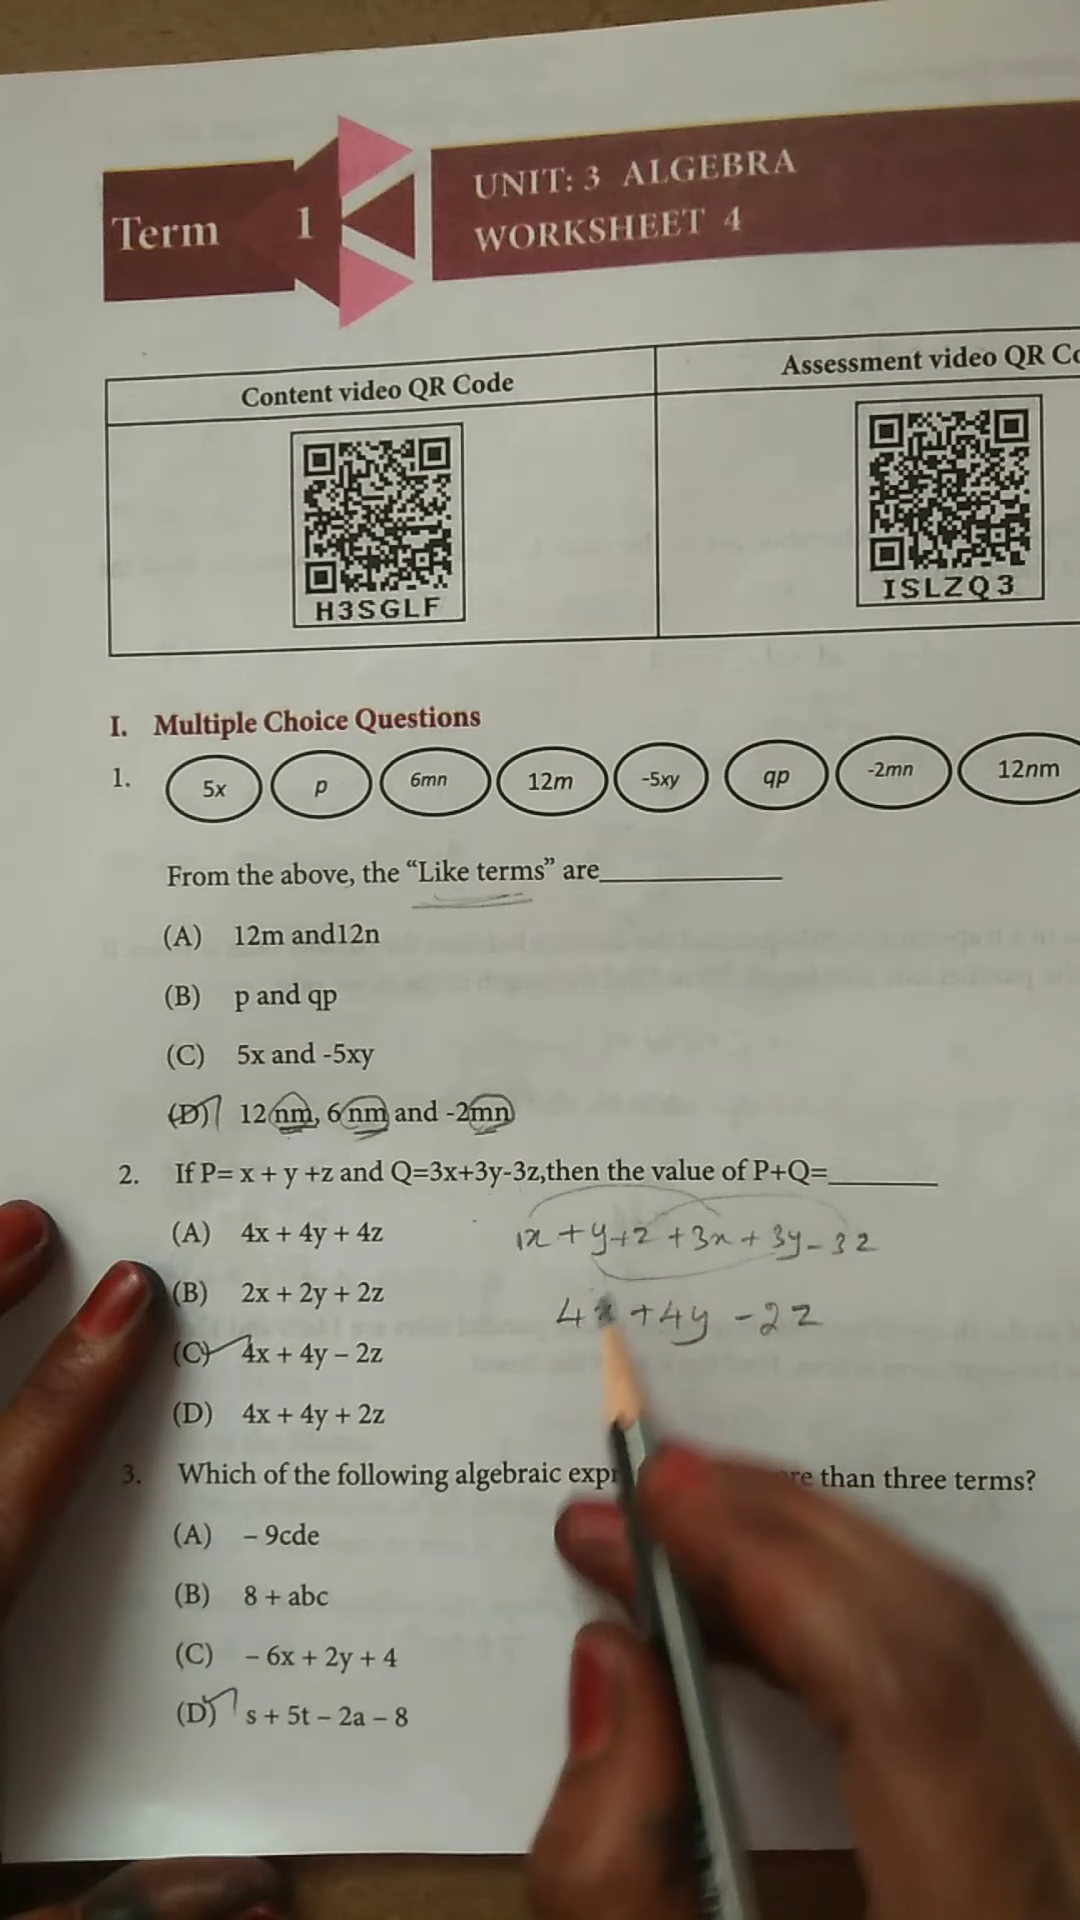 Term 1
UNIT: 3 ALGEBRA
WORKSHEET 4
Content video QR Code
Assessment video QR Co
H3SGLF
ISLZQ3
I. Multiple Choice Questions
1. 5x p 6mn 12m -5xy qp -2mn 12nm
From the above, the “Like terms” are__________
(A) 12m and12n
(B) p and qp
(C) 5x and -5xy
(D) 12nm, 6nm and -2mn
2. If P= x + y +z and Q=3x+3y-3z,then the value of P+Q=________
(A) 4x + 4y + 4z
1x + y + z + 3x + 3y - 3z
(B) 2x + 2y + 2z
4x + 4y - 2z
(C) 4x + 4y – 2z
(D) 4x + 4y + 2z
3. Which of the following algebraic expr re than three terms?
(A) – 9cde
(B) 8 + abc
(C) – 6x + 2y + 4
(D) s + 5t – 2a – 8